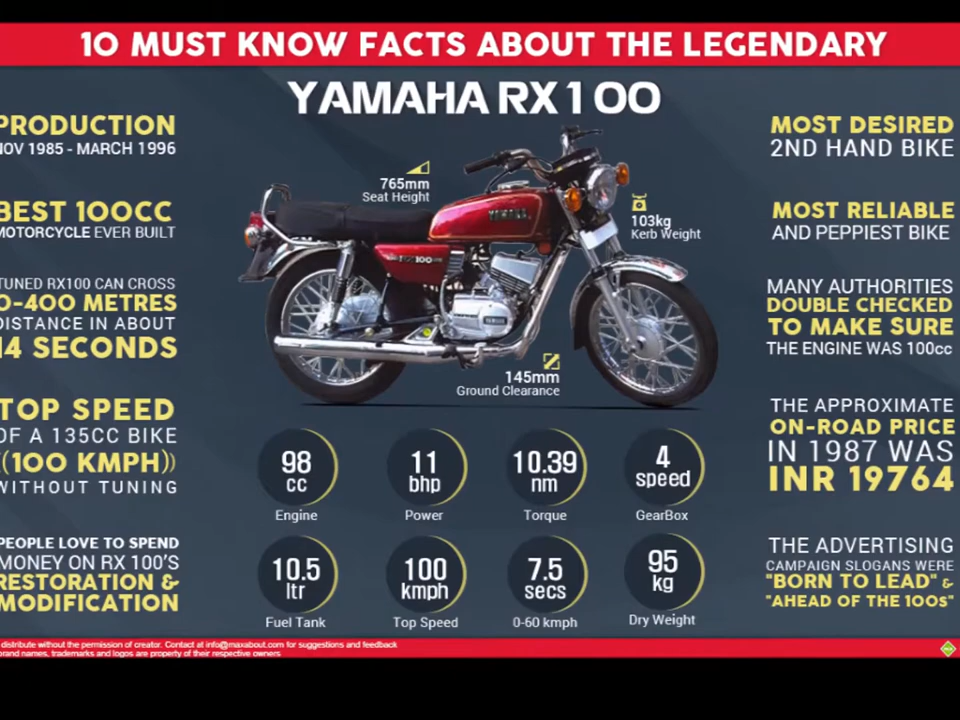 10 MUST KNOW FACTS ABOUT THE LEGENDARY
YAMAHA RX 100
PRODUCTION
NOV 1985 - MARCH 1996
BEST 100CC
MOTORCYCLE EVER BUILT
TUNED RX100 CAN CROSS
0-400 METRES
DISTANCE IN ABOUT
14 SECONDS
TOP SPEED
OF A 135CC BIKE
((100 KMPH))
WITHOUT TUNING
PEOPLE LOVE TO SPEND
MONEY ON RX 100'S
RESTORATION &
MODIFICATION
765mm
Seat Height
103kg
Kerb Weight
145mm
Ground Clearance
YAMAHA
RX100
98
cc
Engine
11
bhp
Power
10.39
nm
Torque
4
speed
GearBox
10.5
ltr
Fuel Tank
100
kmph
Top Speed
7.5
secs
0-60 kmph
95
kg
Dry Weight
MOST DESIRED
2ND HAND BIKE
MOST RELIABLE
AND PEPPIEST BIKE
MANY AUTHORITIES
DOUBLE CHECKED
TO MAKE SURE
THE ENGINE WAS 100cc
THE APPROXIMATE
ON-ROAD PRICE
IN 1987 WAS
INR 19764
THE ADVERTISING
CAMPAIGN SLOGANS WERE
"BORN TO LEAD" &
"AHEAD OF THE 100s"
distribute without the permission of creator. Contact at info@maxabout.com for suggestions and feedback
brand names, trademarks and logos are property of their respective owners